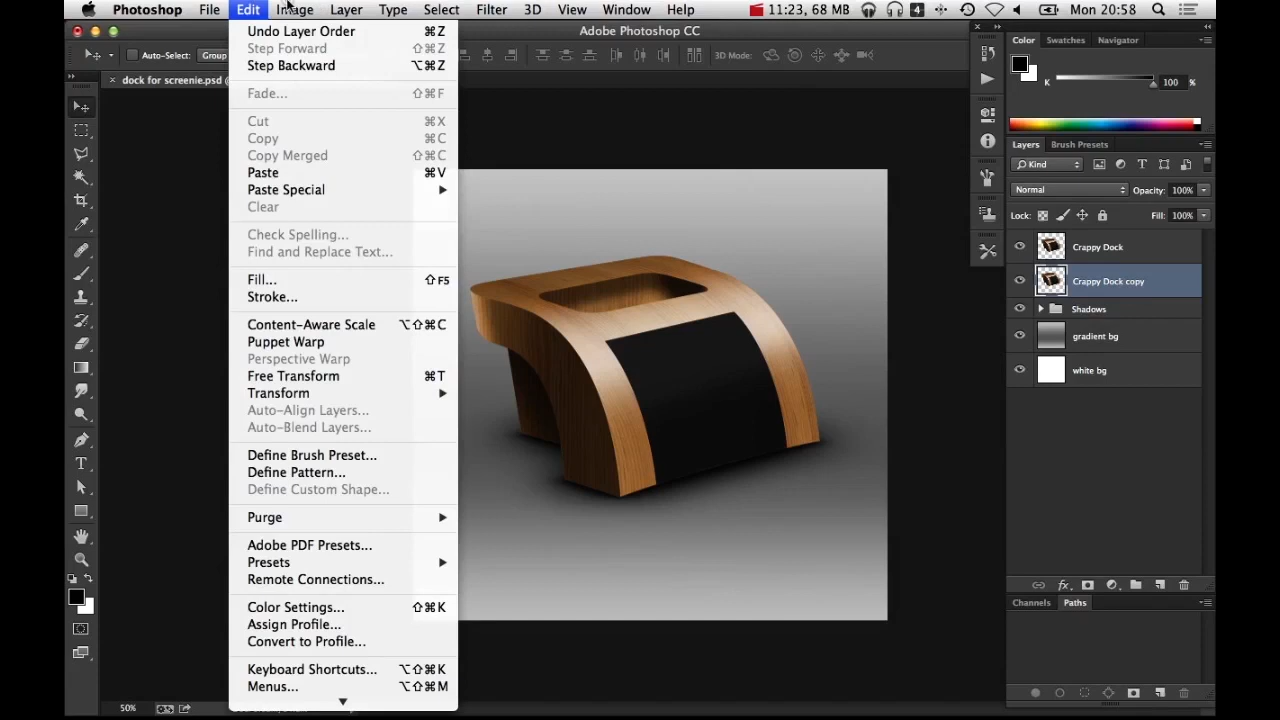 Photoshop File Edit Image Layer Type Select Filter 3D View Window Help 11:23, 68 MB 4 Mon 20:58
Adobe Photoshop CC
Auto-Select: Group 3D Mode:
dock for screenie.psd @
Undo Layer Order ⌘Z
Step Forward ⇧⌘Z
Step Backward ⌥⌘Z
Fade... ⇧⌘F
Cut ⌘X
Copy ⌘C
Copy Merged ⇧⌘C
Paste ⌘V
Paste Special
Clear
Check Spelling...
Find and Replace Text...
Fill... ⇧F5
Stroke...
Content-Aware Scale ⌥⇧⌘C
Puppet Warp
Perspective Warp
Free Transform ⌘T
Transform
Auto-Align Layers...
Auto-Blend Layers...
Define Brush Preset...
Define Pattern...
Define Custom Shape...
Purge
Adobe PDF Presets...
Presets
Remote Connections...
Color Settings... ⇧⌘K
Assign Profile...
Convert to Profile...
Keyboard Shortcuts... ⌥⇧⌘K
Menus... ⌥⇧⌘M
50%
Color Swatches Navigator
K 100 %
Layers Brush Presets
Kind
Normal Opacity: 100%
Lock: Fill: 100%
Crappy Dock
Crappy Dock copy
Shadows
gradient bg
white bg
fx
Channels Paths